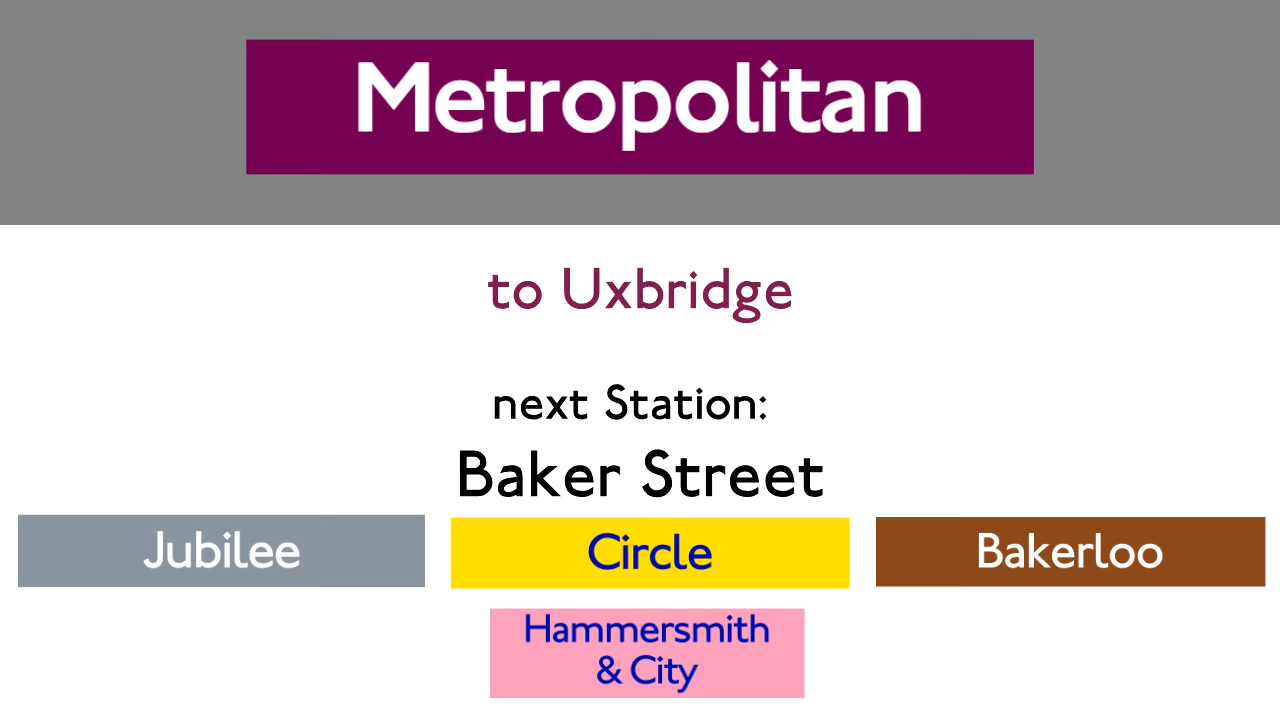 Metropolitan
to Uxbridge
next Station:
Baker Street
Jubilee
Circle
Bakerloo
Hammersmith
& City